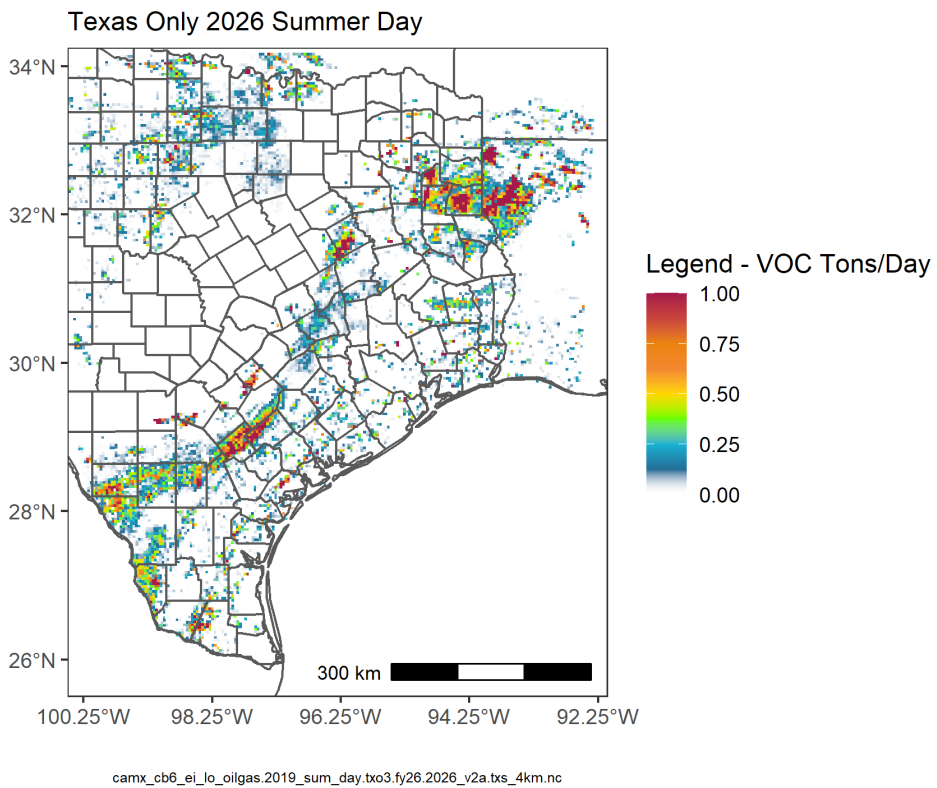 Texas Only 2026 Summer Day
34°N
32°N
30°N
28°N
26°N
100.25°W
98.25°W
96.25°W
94.25°W
92.25°W
300 km
Legend - VOC Tons/Day
1.00
0.75
0.50
0.25
0.00
camx_cb6_ei_lo_oilgas.2019_sum_day.txo3.fy26.2026_v2a.txs_4km.nc